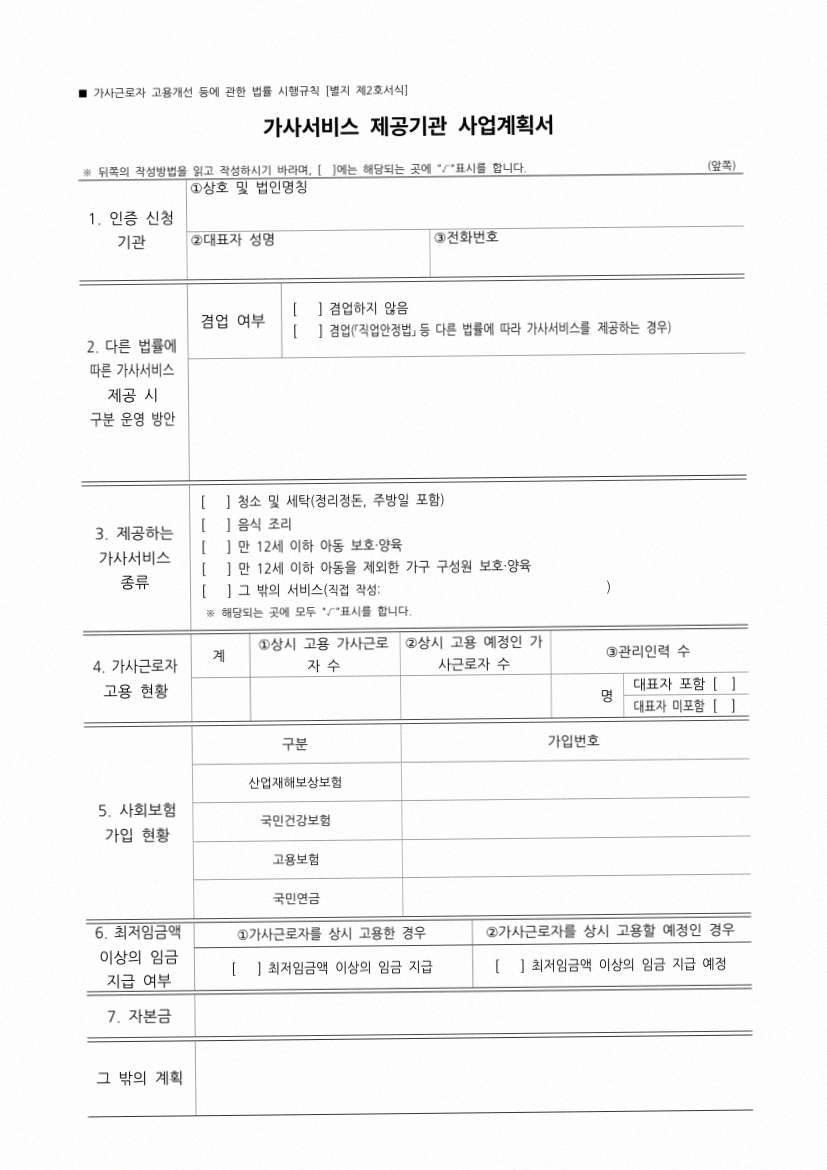 ■ 가사근로자 고용개선 등에 관한 법률 시행규칙 [별지 제2호서식]
가사서비스 제공기관 사업계획서
※ 뒤쪽의 작성방법을 읽고 작성하시기 바라며, [ ]에는 해당되는 곳에 "√"표시를 합니다. (앞쪽)
1. 인증 신청
기관
①상호 및 법인명칭
②대표자 성명
③전화번호
2. 다른 법률에
따른 가사서비스
제공 시
구분 운영 방안
겸업 여부
[ ] 겸업하지 않음
[ ] 겸업(「직업안정법」 등 다른 법률에 따라 가사서비스를 제공하는 경우)
3. 제공하는
가사서비스
종류
[ ] 청소 및 세탁(정리정돈, 주방일 포함)
[ ] 음식 조리
[ ] 만 12세 이하 아동 보호·양육
[ ] 만 12세 이하 아동을 제외한 가구 구성원 보호·양육
[ ] 그 밖의 서비스(직접 작성: )
※ 해당되는 곳에 모두 "√"표시를 합니다.
4. 가사근로자
고용 현황
계
①상시 고용 가사근로
자 수
②상시 고용 예정인 가
사근로자 수
③관리인력 수
명
대표자 포함 [ ]
대표자 미포함 [ ]
5. 사회보험
가입 현황
구분
가입번호
산업재해보상보험
국민건강보험
고용보험
국민연금
6. 최저임금액
이상의 임금
지급 여부
①가사근로자를 상시 고용한 경우
②가사근로자를 상시 고용할 예정인 경우
[ ] 최저임금액 이상의 임금 지급
[ ] 최저임금액 이상의 임금 지급 예정
7. 자본금
그 밖의 계획